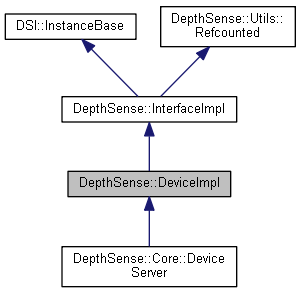 DSI::InstanceBase
DepthSense::Utils::
Refcounted
DepthSense::InterfaceImpl
DepthSense::DeviceImpl
DepthSense::Core::Device
Server